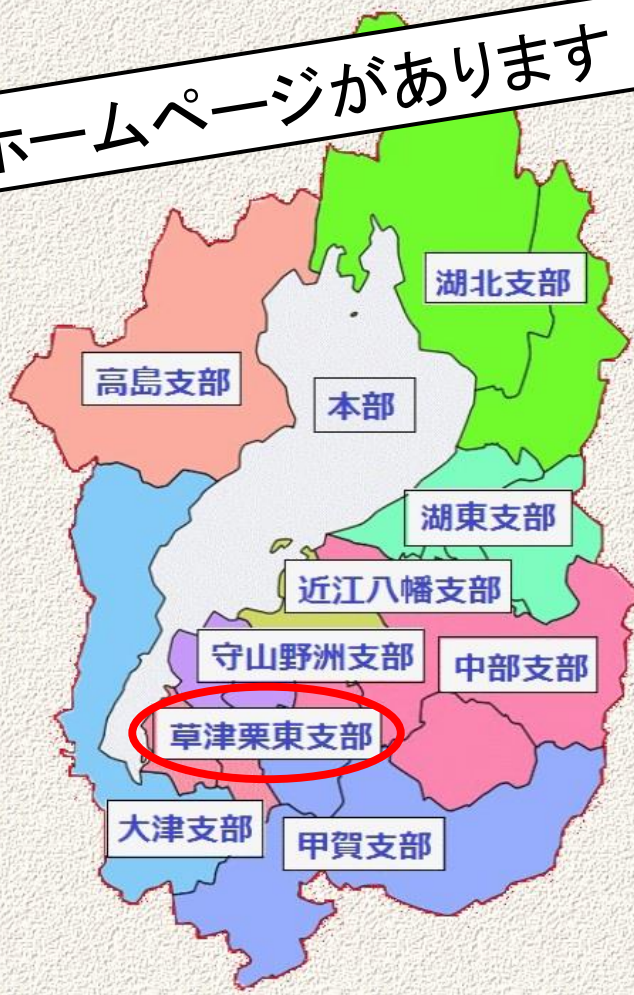 ホームページがあります
湖北支部
高島支部
本部
湖東支部
近江八幡支部
守山野洲支部
中部支部
草津栗東支部
大津支部
甲賀支部